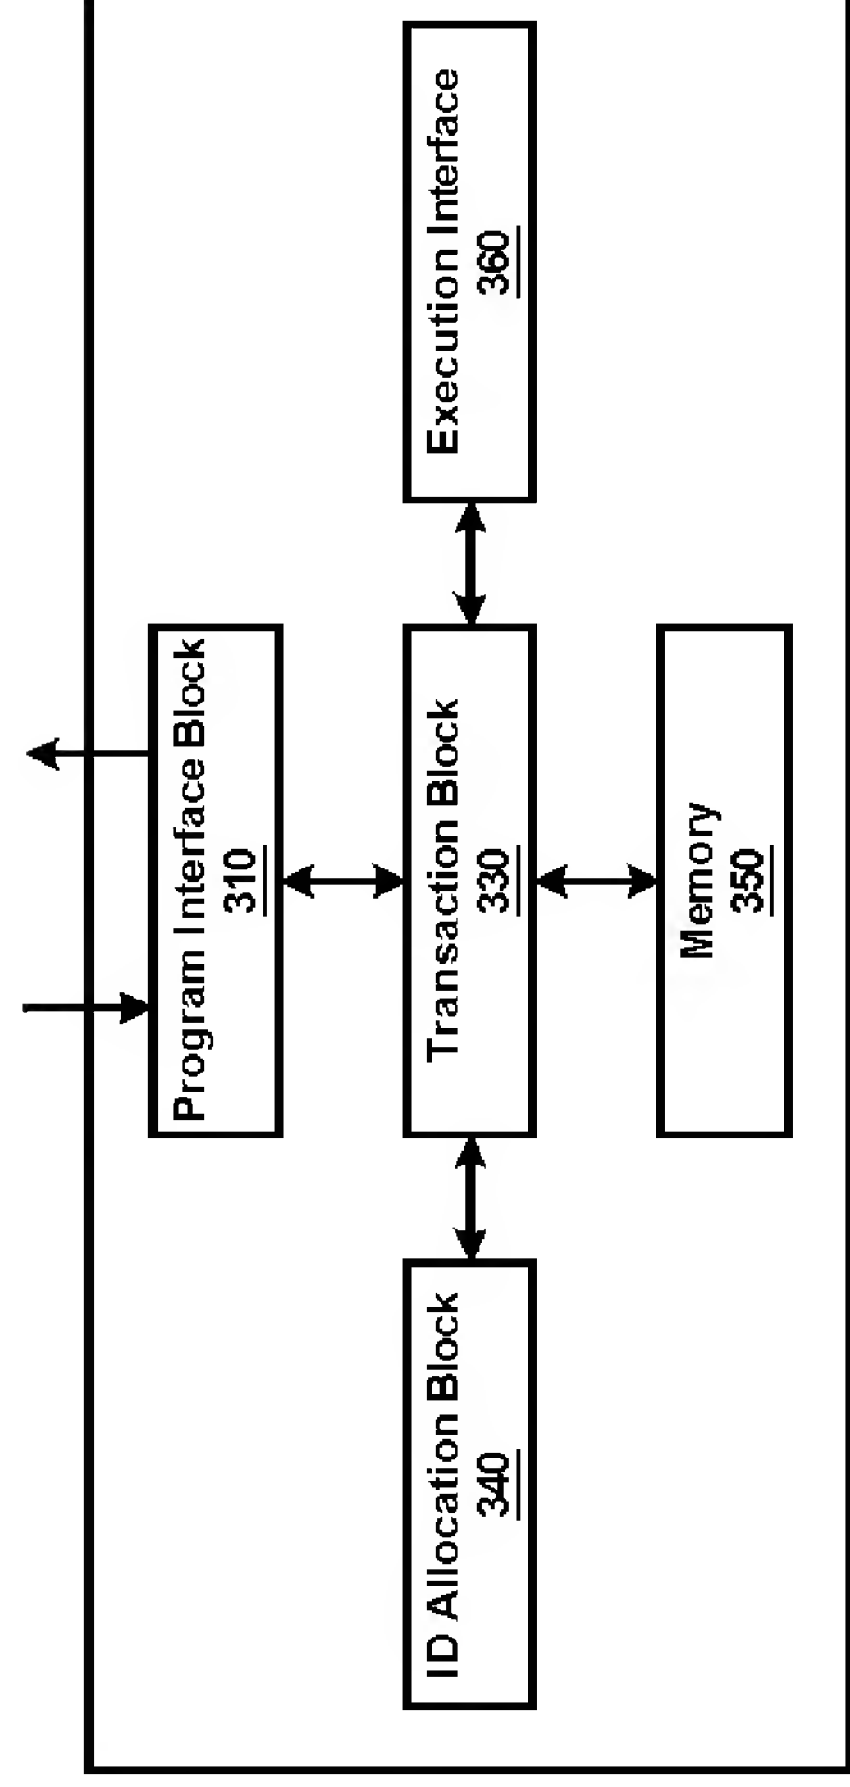 Program Interface Block
310
ID Allocation Block
340
Transaction Block
330
Execution Interface
360
Memory
350